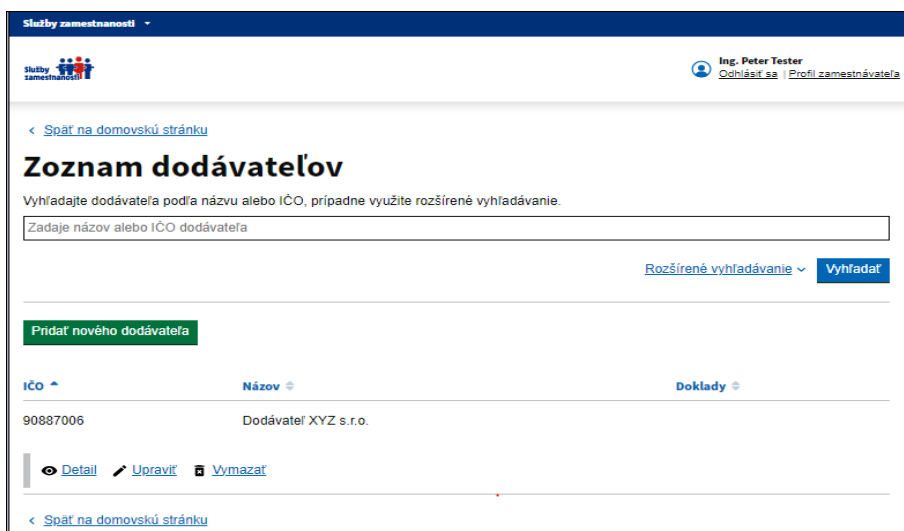 Služby zamestnanosti
Služby
zamestnanosti
Ing. Peter Tester
Odhlásiť sa | Profil zamestnávateľa
Späť na domovskú stránku
Zoznam dodávateľov
Vyhľadajte dodávateľa podľa názvu alebo IČO, prípadne využite rozšírené vyhľadávanie.
Zadaje názov alebo IČO dodávateľa
Rozšírené vyhľadávanie Vyhľadať
Pridať nového dodávateľa
IČO Názov Doklady
90887006 Dodávateľ XYZ s.r.o.
Detail Upraviť Vymazať
Späť na domovskú stránku